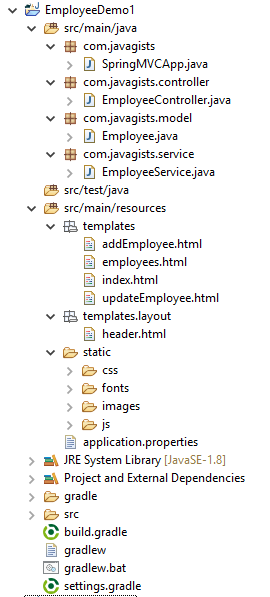 EmployeeDemo1
src/main/java
com.javagists
SpringMVCApp.java
com.javagists.controller
EmployeeController.java
com.javagists.model
Employee.java
com.javagists.service
EmployeeService.java
src/test/java
src/main/resources
templates
addEmployee.html
employees.html
index.html
updateEmployee.html
templates.layout
header.html
static
css
fonts
images
js
application.properties
JRE System Library [JavaSE-1.8]
Project and External Dependencies
gradle
src
build.gradle
gradlew
gradlew.bat
settings.gradle